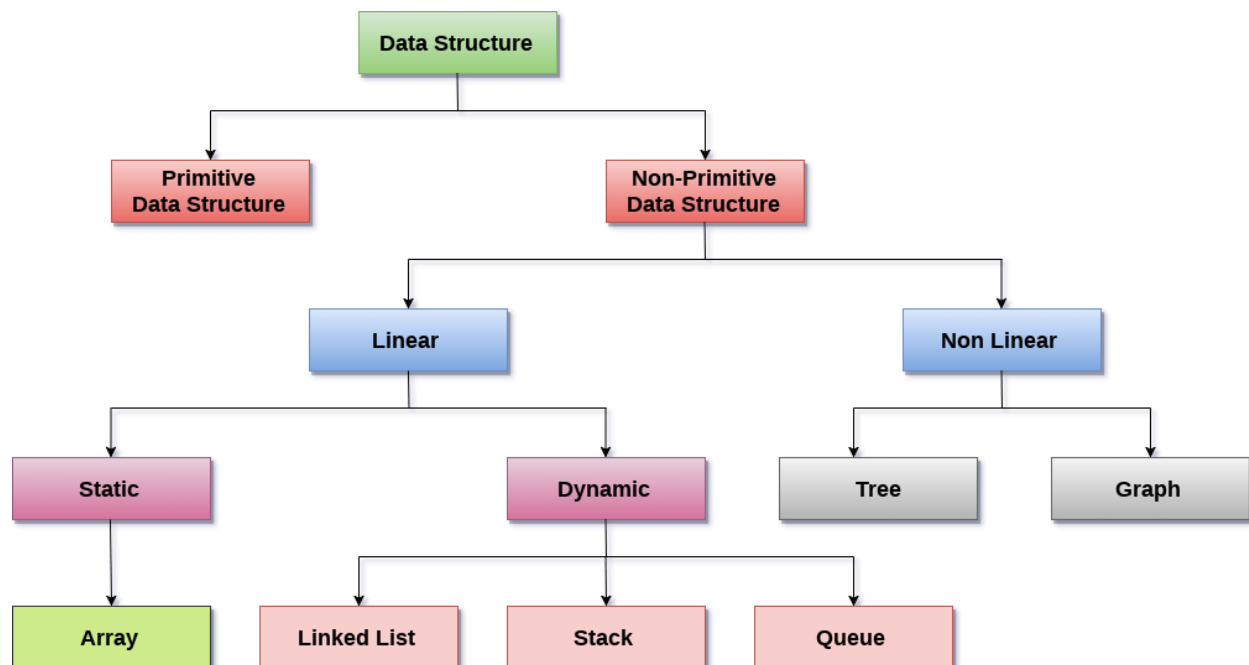 Data Structure
Primitive
Data Structure
Non-Primitive
Data Structure
Linear
Non Linear
Static
Dynamic
Tree
Graph
Array
Linked List
Stack
Queue